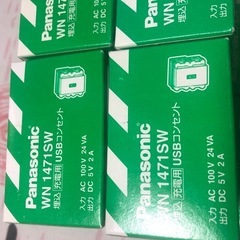 Panasonic
WN 1471SW
埋込 充電用 USBコンセント
入力 AC 100V 24VA
出力 DC 5V 2A
Panasonic
WN 1471SW
埋込 充電用 USBコンセント
入力 AC 100V 24VA
出力 DC 5V 2A